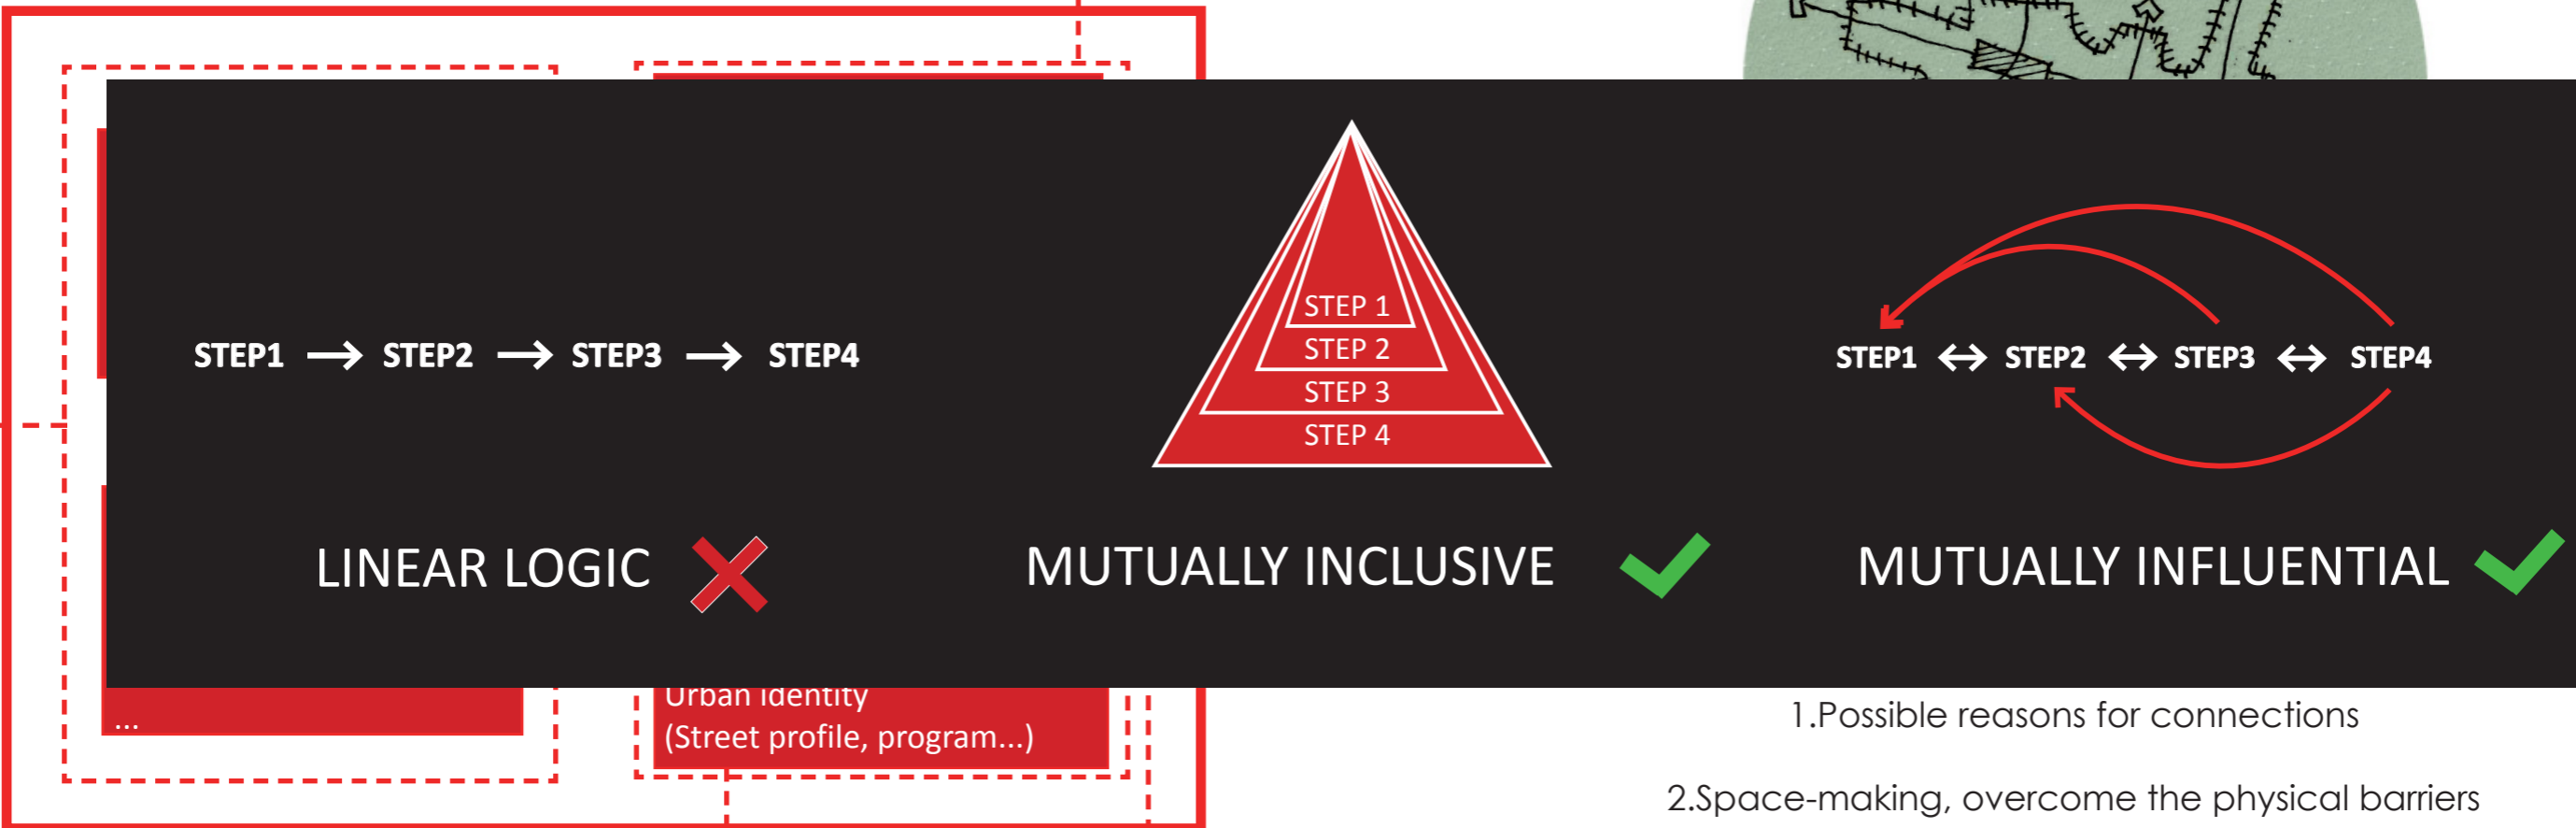 STEP1 → STEP2 → STEP3 → STEP4
LINEAR LOGIC
STEP 1
STEP 2
STEP 3
STEP 4
MUTUALLY INCLUSIVE
STEP1 ↔ STEP2 ↔ STEP3 ↔ STEP4
MUTUALLY INFLUENTIAL
...
Urban identity
(Street profile, program...)
1.Possible reasons for connections
2.Space-making, overcome the physical barriers